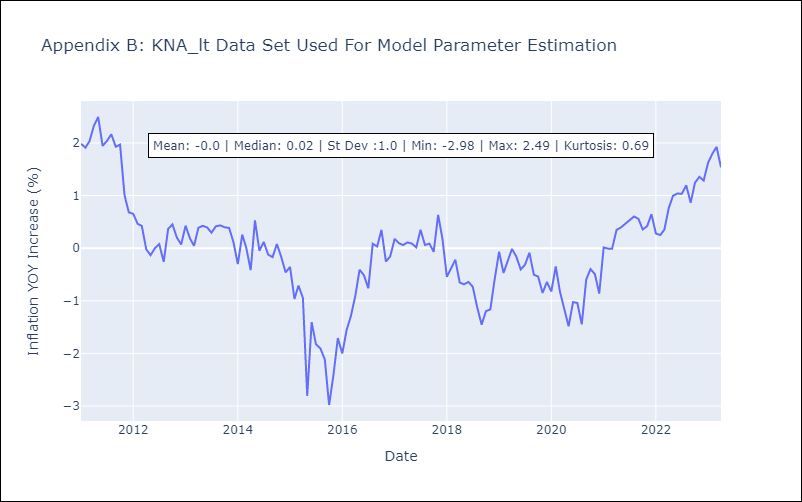 Appendix B: KNA_lt Data Set Used For Model Parameter Estimation
Mean: -0.0 | Median: 0.02 | St Dev :1.0 | Min: -2.98 | Max: 2.49 | Kurtosis: 0.69
Inflation YOY Increase (%)
2
1
0
−1
−2
−3
2012 2014 2016 2018 2020 2022
Date